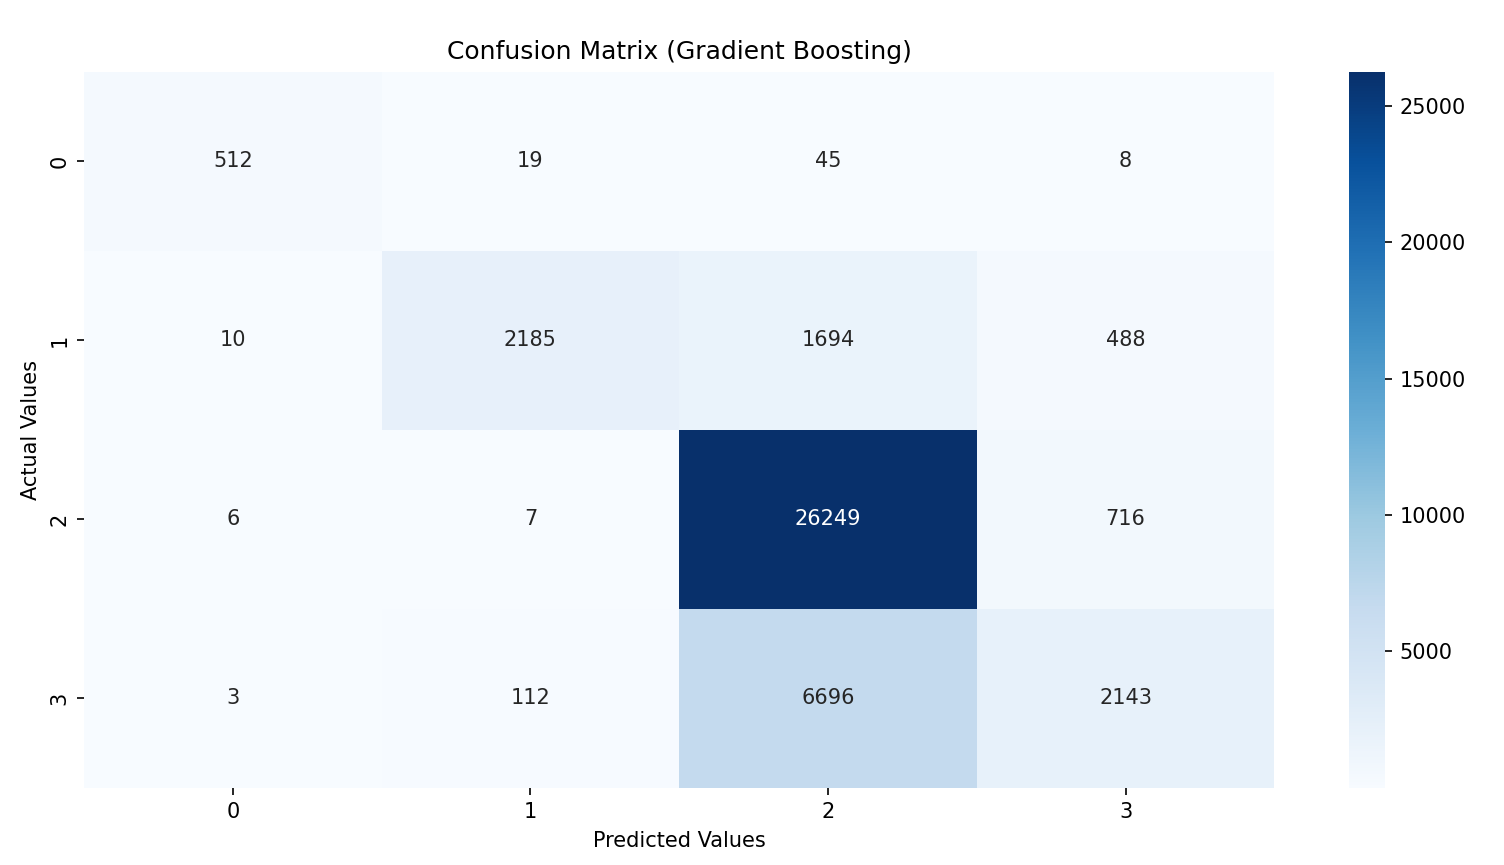 Confusion Matrix (Gradient Boosting)
0 512 19 45 8
1 10 2185 1694 488
2 6 7 26249 716
3 3 112 6696 2143
0 1 2 3
Predicted Values
Actual Values
25000
20000
15000
10000
5000